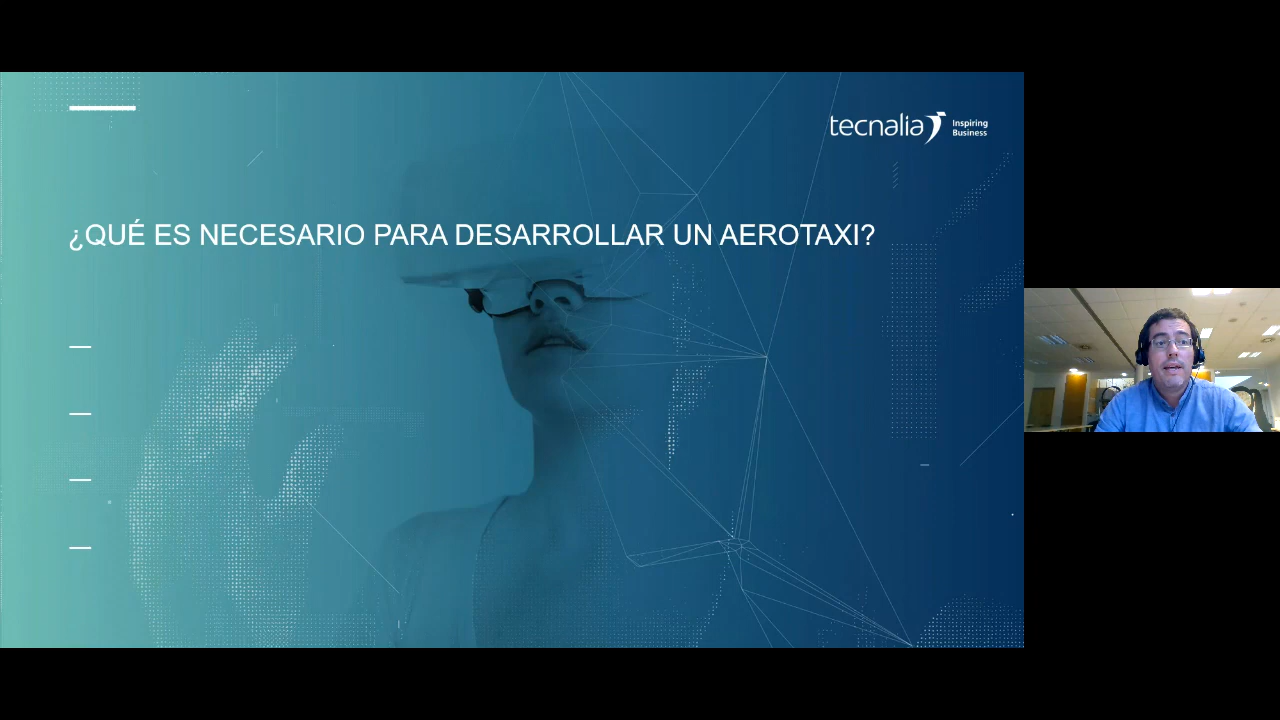 tecnalia
Inspiring
Business
¿QUÉ ES NECESARIO PARA DESARROLLAR UN AEROTAXI?